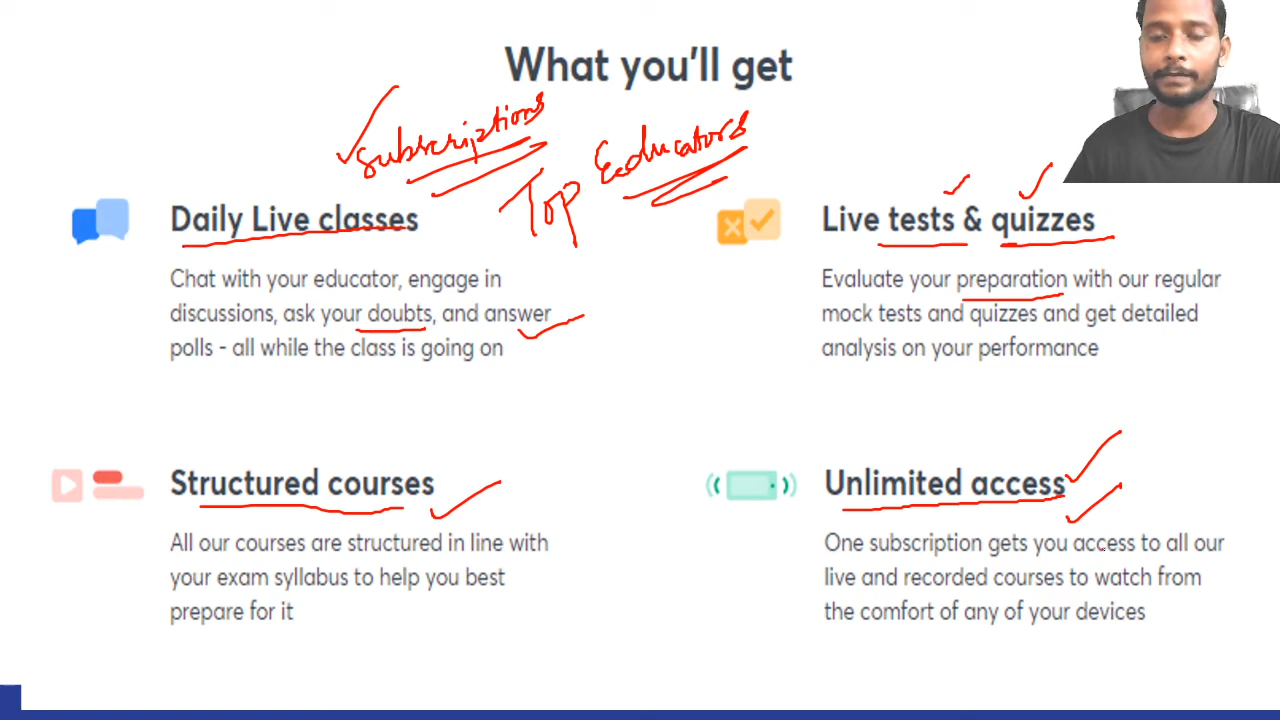 What you'll get
Subscriptions
Top Educators
Daily Live classes
Chat with your educator, engage in
discussions, ask your doubts, and answer
polls - all while the class is going on
Live tests & quizzes
Evaluate your preparation with our regular
mock tests and quizzes and get detailed
analysis on your performance
Structured courses
All our courses are structured in line with
your exam syllabus to help you best
prepare for it
Unlimited access
One subscription gets you access to all our
live and recorded courses to watch from
the comfort of any of your devices